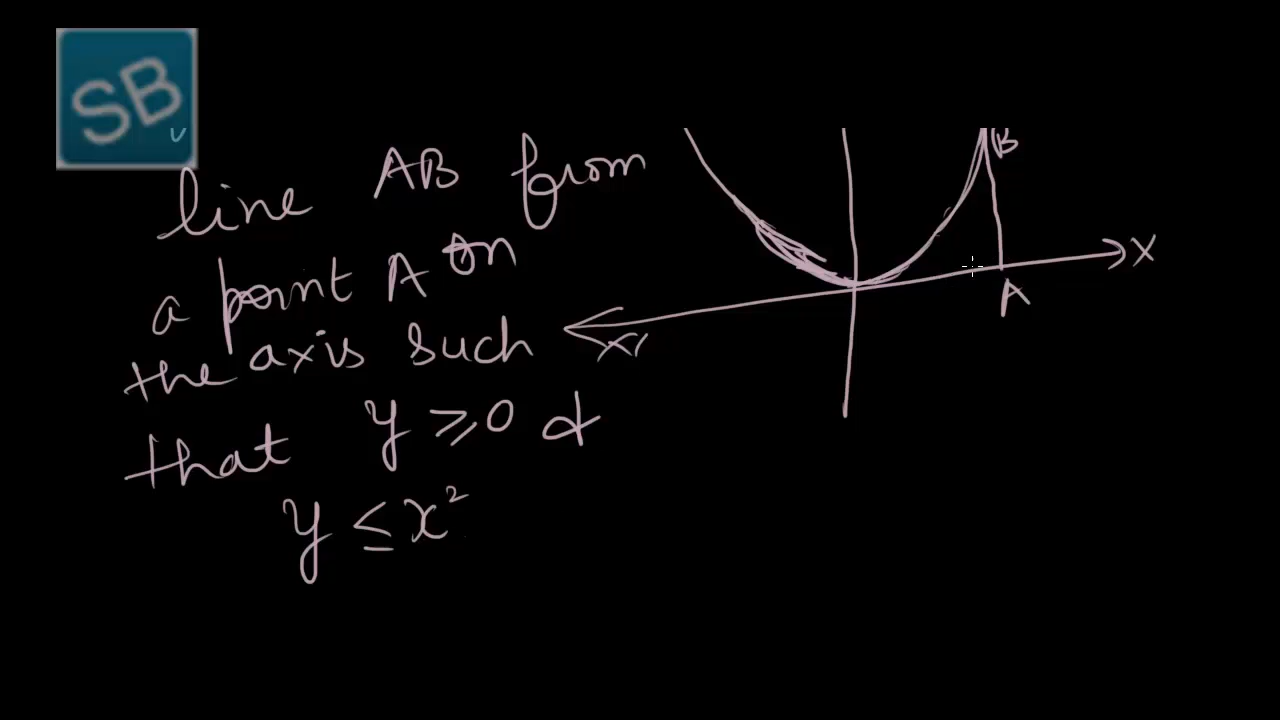 SB
line AB from
a point A on
the axis such
that y ≥ 0 &
y ≤ x²
B
X
A
X'